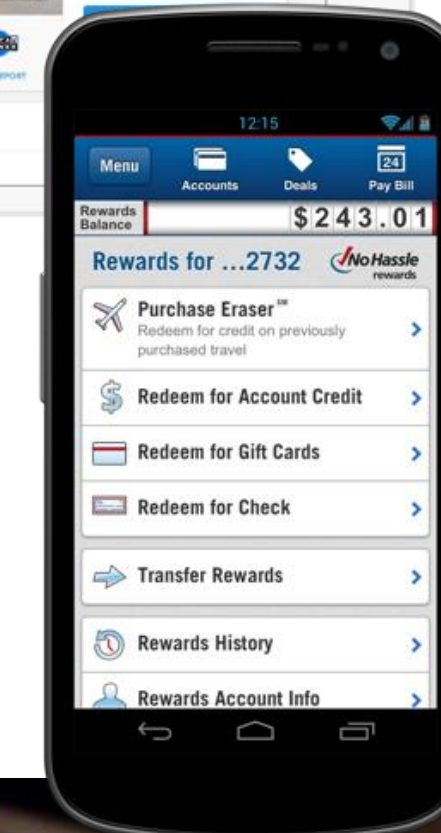 EPORT
12:15
Menu
Accounts
Deals
24
Pay Bill
Rewards
Balance
$243.01
Rewards for ...2732
No Hassle
rewards
Purchase Eraser℠
Redeem for credit on previously
purchased travel
Redeem for Account Credit
Redeem for Gift Cards
Redeem for Check
Transfer Rewards
Rewards History
Rewards Account Info